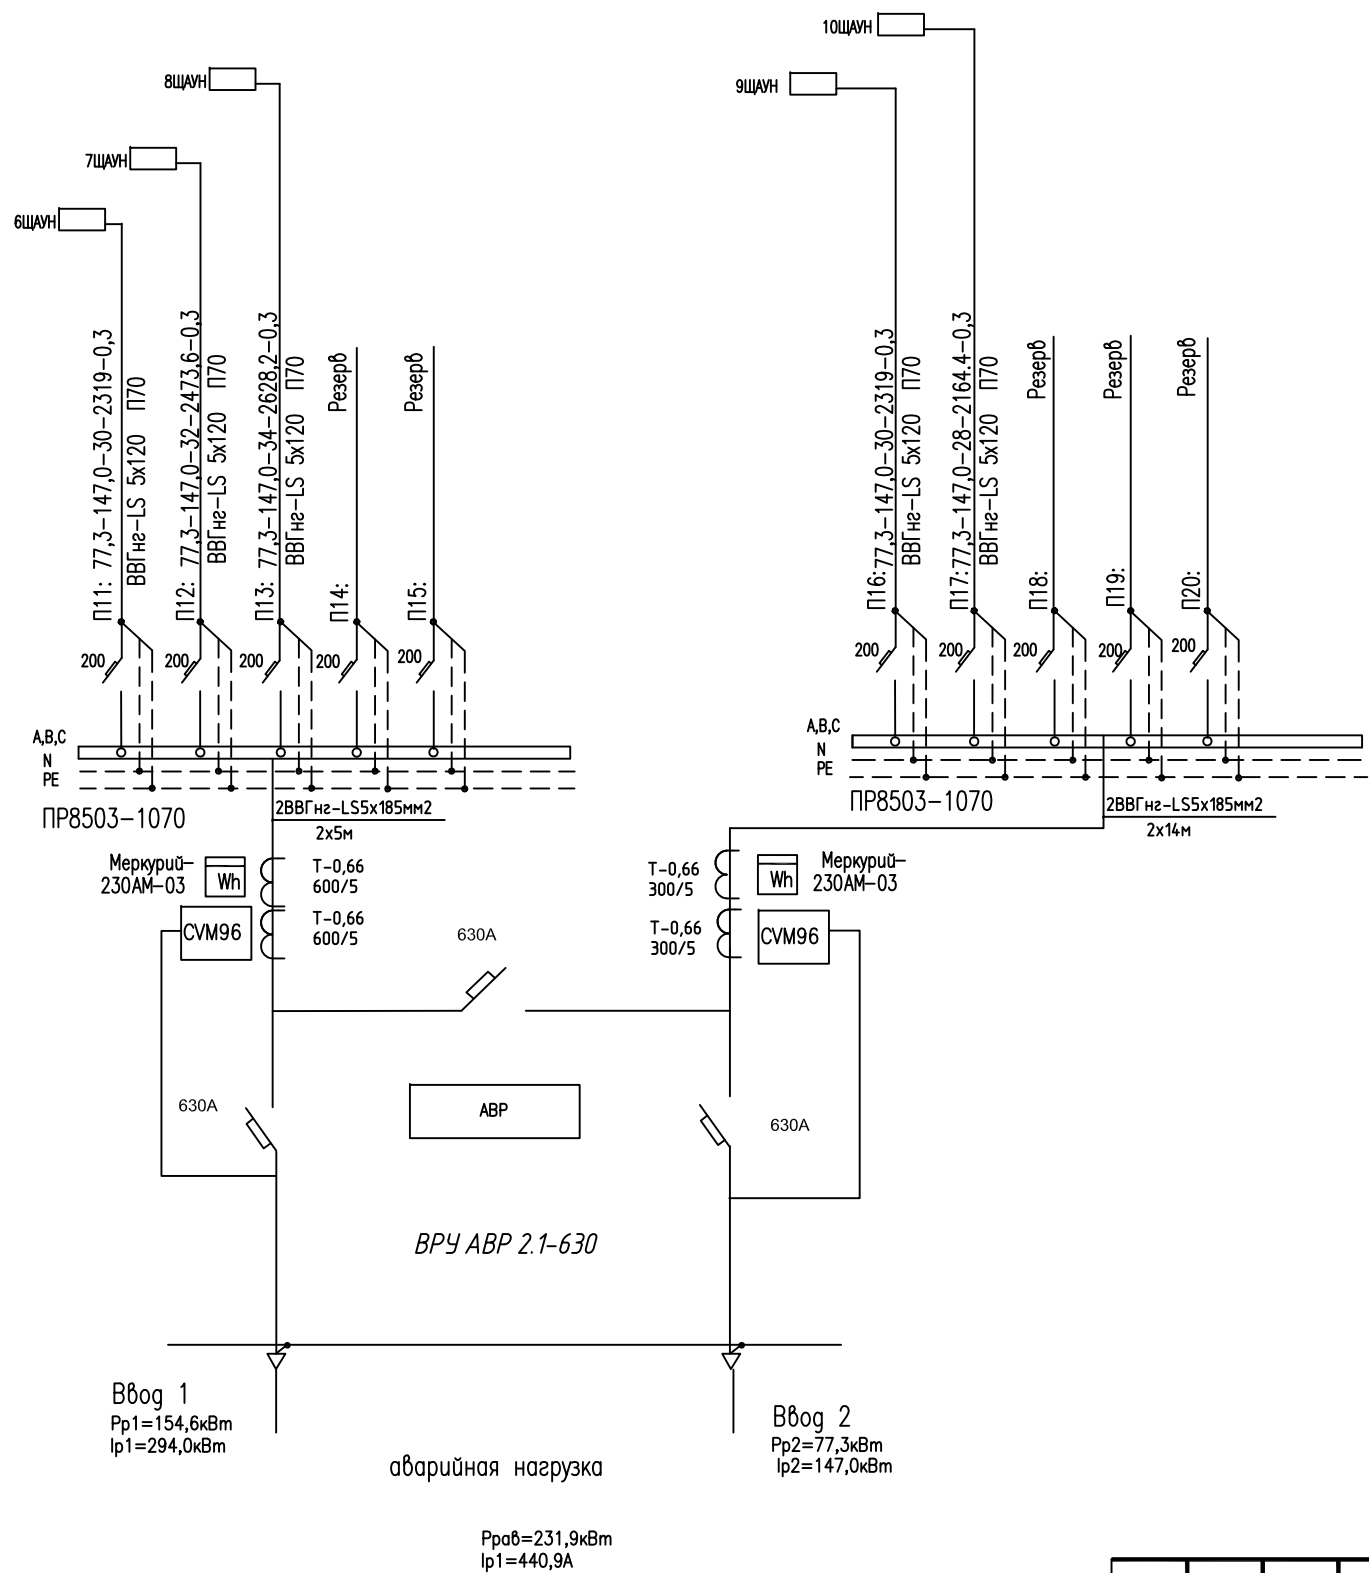 10ЩАУН
8ЩАУН
9ЩАУН
7ЩАУН
6ЩАУН
П11: 77,3-147,0-30-2319-0,3
ВВГнг-LS 5х120 П70
П12: 77,3-147,0-32-2473,6-0,3
ВВГнг-LS 5х120 П70
П13: 77,3-147,0-34-2628,2-0,3
ВВГнг-LS 5х120 П70
П14:
Резерв
П15:
Резерв
П16:77,3-147,0-30-2319-0,3
ВВГнг-LS 5х120 П70
П17:77,3-147,0-28-2164.4-0,3
ВВГнг-LS 5х120 П70
П18:
Резерв
П19:
Резерв
П20:
Резерв
200
200
200
200
200
200
200
200
200
200
A,B,C
N
PE
A,B,C
N
PE
ПР8503-1070
2ВВГнг-LS5х185мм2
2х5м
ПР8503-1070
2ВВГнг-LS5х185мм2
2х14м
Меркурий-
230АМ-03
Wh
Т-0,66
600/5
Т-0,66
300/5
Wh
Меркурий-
230АМ-03
CVM96
Т-0,66
600/5
630А
Т-0,66
300/5
CVM96
630А
АВР
630А
ВРУ АВР 2.1-630
Ввод 1
Рр1=154,6кВт
Iр1=294,0кВт
Ввод 2
Рр2=77,3кВт
Iр2=147,0кВт
аварийная нагрузка
Ррав=231,9кВт
Iр1=440,9А